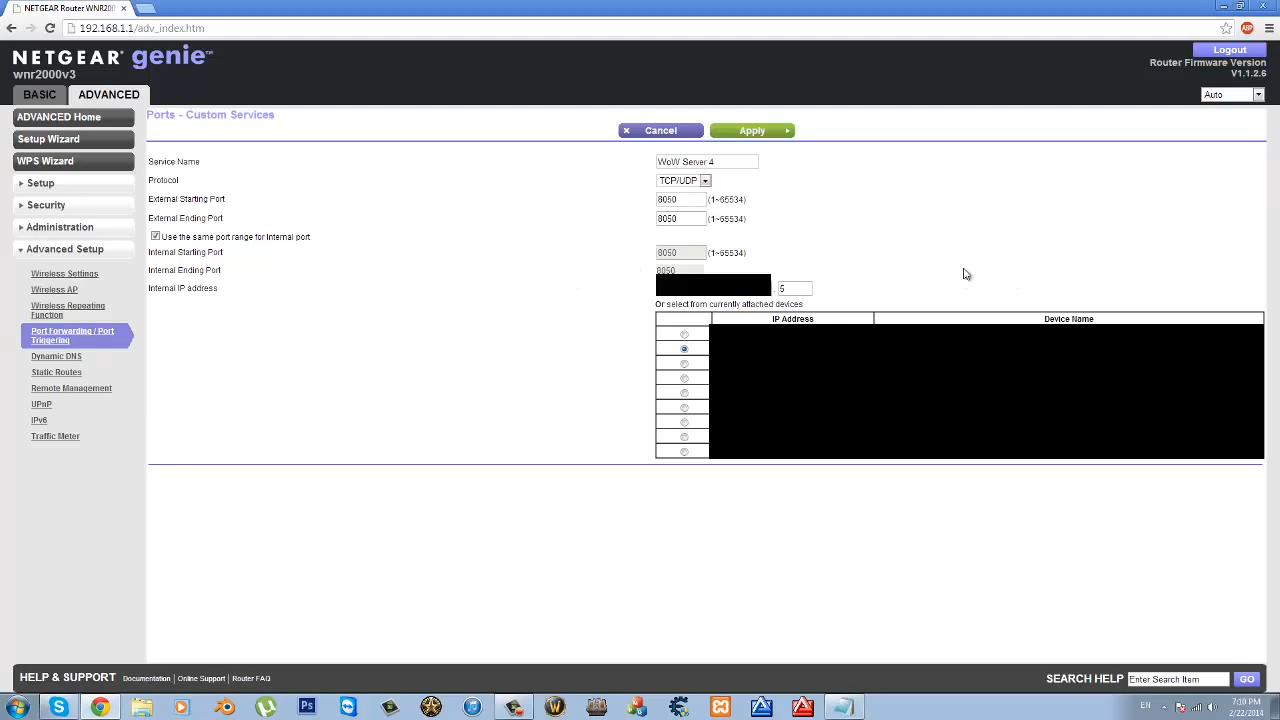 NETGEAR Router WNR200
192.168.1.1/adv_index.htm
ABP
NETGEAR® genie™
wnr2000v3
Logout
Router Firmware Version
V1.1.2.6
BASIC
ADVANCED
Auto
ADVANCED Home
Setup Wizard
WPS Wizard
Setup
Security
Administration
Advanced Setup
Wireless Settings
Wireless AP
Wireless Repeating
Function
Port Forwarding / Port
Triggering
Dynamic DNS
Static Routes
Remote Management
UPnP
IPv6
Traffic Meter
Ports - Custom Services
Cancel
Apply
Service Name
WoW Server 4
Protocol
TCP/UDP
External Starting Port
8050 (1~65534)
External Ending Port
8050 (1~65534)
Use the same port range for Internal port
Internal Starting Port
8050 (1~65534)
Internal Ending Port
8050
Internal IP address
. 5
Or select from currently attached devices
IP Address
Device Name
HELP & SUPPORT
Documentation | Online Support | Router FAQ
SEARCH HELP
Enter Search Item
GO
Ps
EN
7:10 PM
2/22/2014